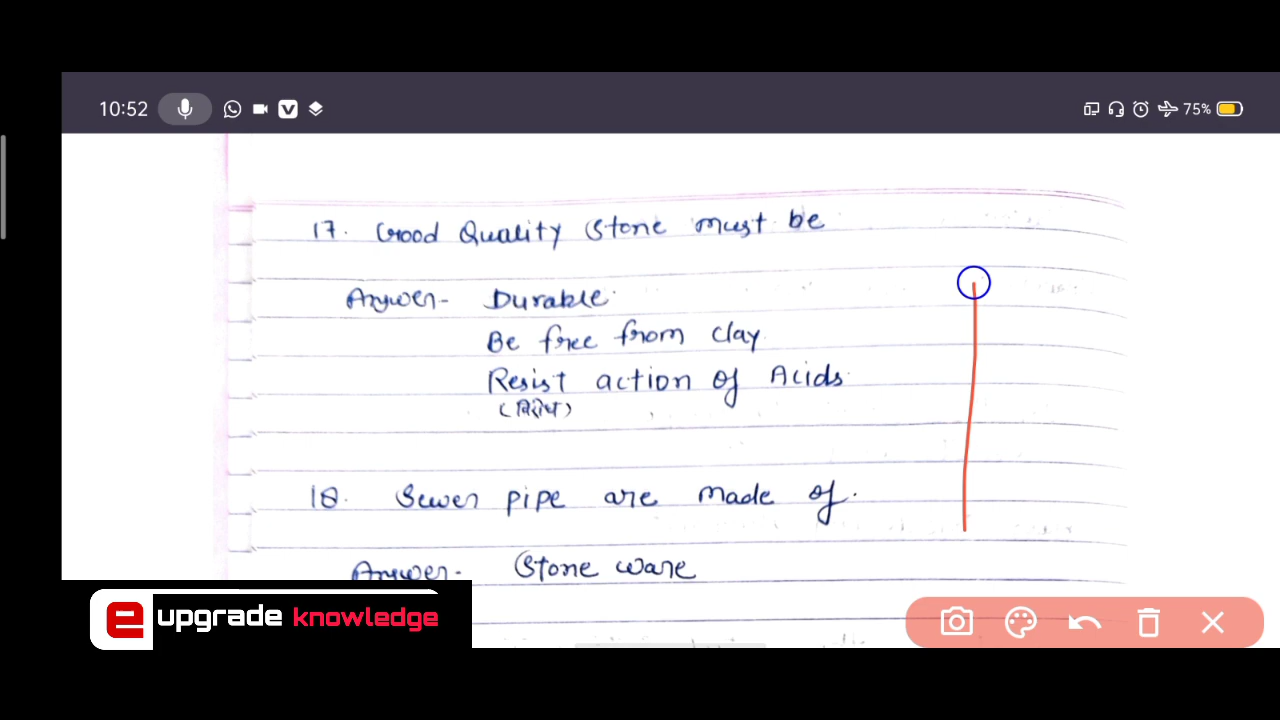 10:52 75%
17. Good Quality Stone must be
Answer- Durable.
Be free from clay
Resist action of Acids.
(विरोध)
18. Sewer pipe are made of.
Answer- Stone ware
e upgrade knowledge